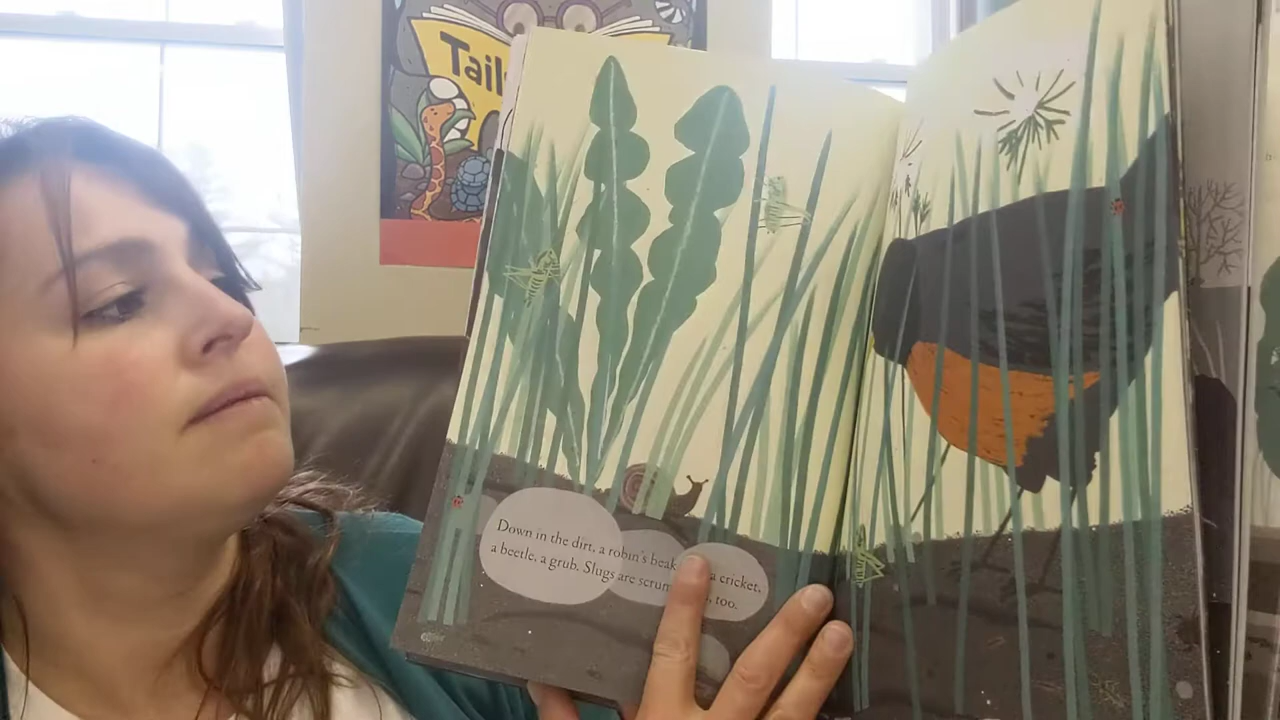 Tail
Down in the dirt, a robin's beak a cricket,
a beetle, a grub. Slugs are scrum , too.